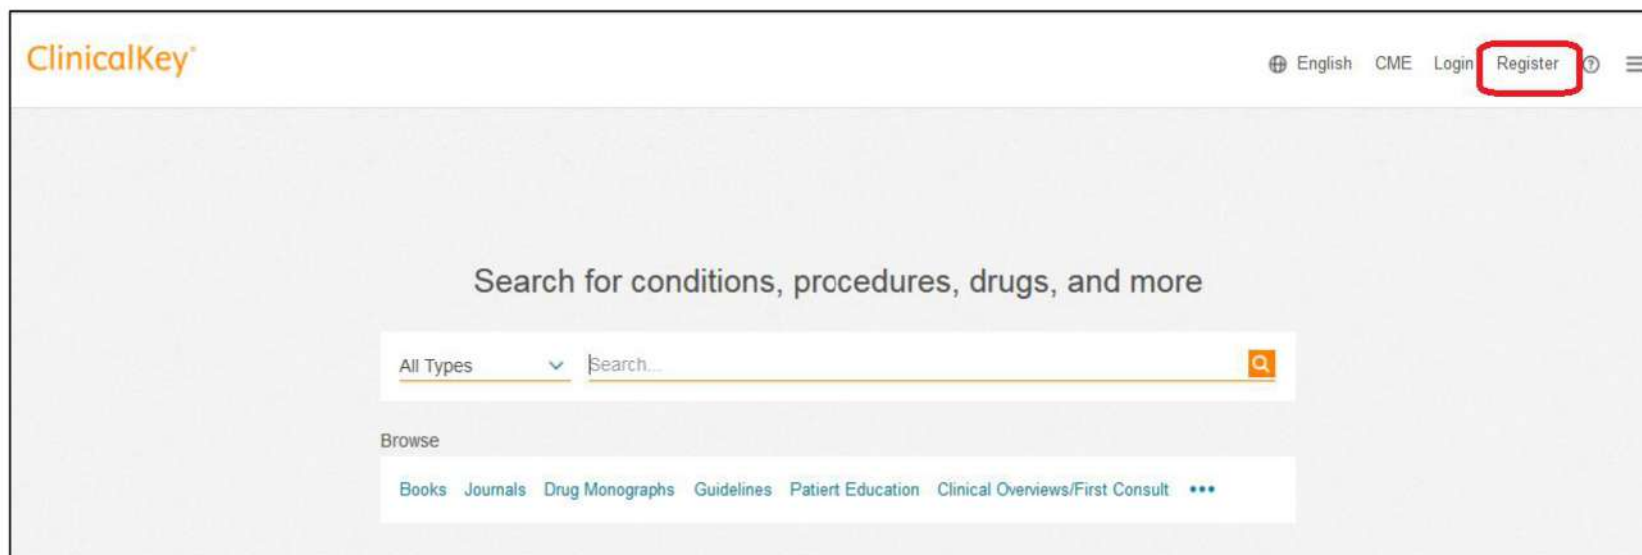 ClinicalKey®
English CME Login Register
Search for conditions, procedures, drugs, and more
All Types Search...
Browse
Books Journals Drug Monographs Guidelines Patient Education Clinical Overviews/First Consult •••